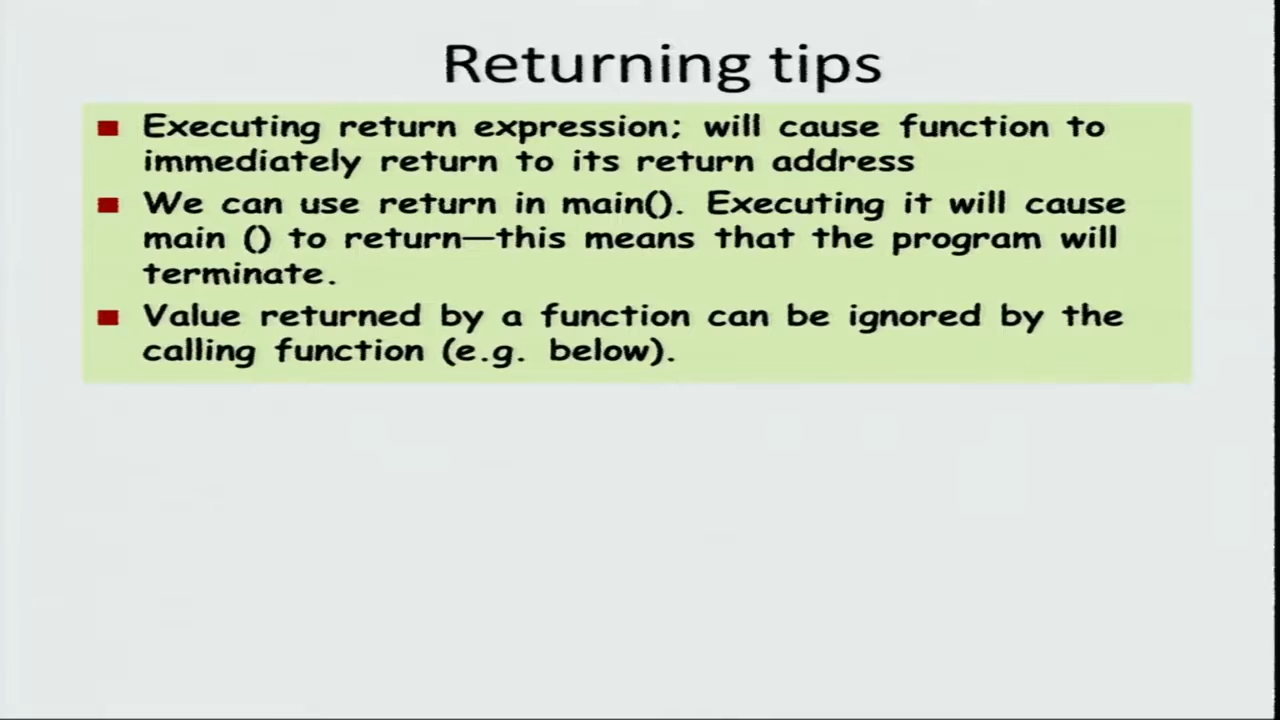 Returning tips
Executing return expression; will cause function to
immediately return to its return address
We can use return in main(). Executing it will cause
main () to return—this means that the program will
terminate.
Value returned by a function can be ignored by the
calling function (e.g. below).